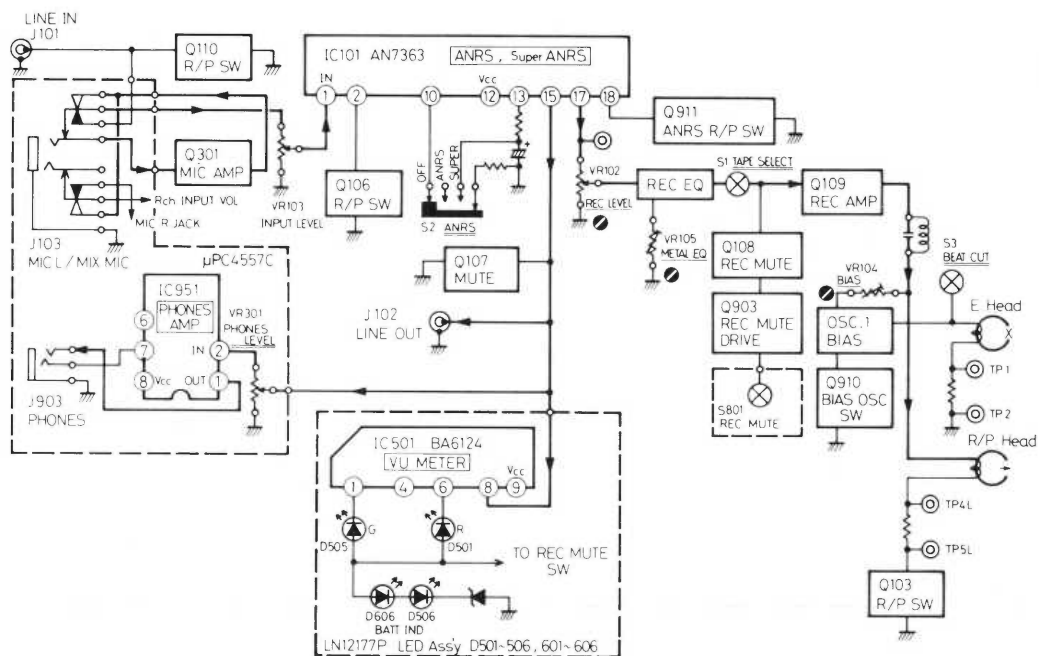 LINE IN
J101
Q110
R/P SW
IC101 AN7363
ANRS, Super ANRS
IN
Vcc
1
2
10
12
13
15
17
18
Q911
ANRS R/P SW
Q301
MIC AMP
Rch INPUT VOL
MIC R JACK
J103
MIC L / MIX MIC
VR103
INPUT LEVEL
Q106
R/P SW
OFF
ANRS
SUPER
+
S2 ANRS
VR102
REC LEVEL
REC EQ
S1 TAPE SELECT
Q109
REC AMP
VR105
METAL EQ
Q107
MUTE
Q108
REC MUTE
Q903
REC MUTE
DRIVE
S801
REC MUTE
S3
BEAT CUT
VR104
BIAS
OSC.1
BIAS
Q910
BIAS OSC
SW
E Head
X
TP1
TP2
R/P Head
TP4L
TP5L
Q103
R/P SW
µPC4557C
IC951
PHONES
AMP
6
7
8
Vcc
IN
2
OUT
1
VR301
PHONES
LEVEL
J903
PHONES
J102
LINE OUT
IC501 BA6124
VU METER
Vcc
1
4
6
8
9
G
D505
R
D501
TO REC MUTE
SW
D606
D506
BATT IND
LN12177P LED Ass'y D501~506, 601~606